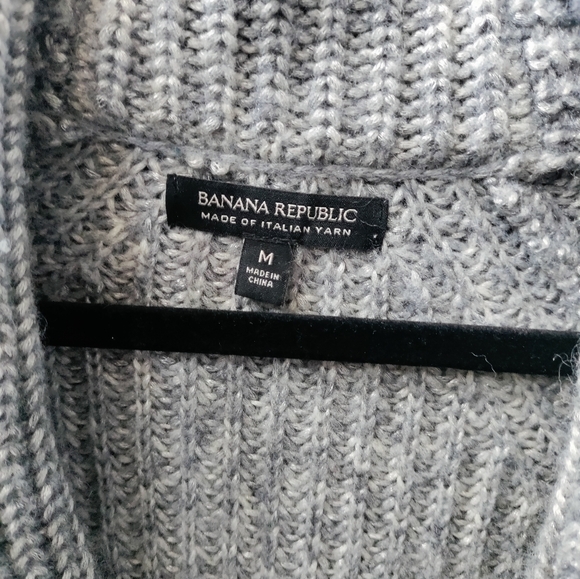 BANANA REPUBLIC
MADE OF ITALIAN YARN
M
MADE IN
CHINA